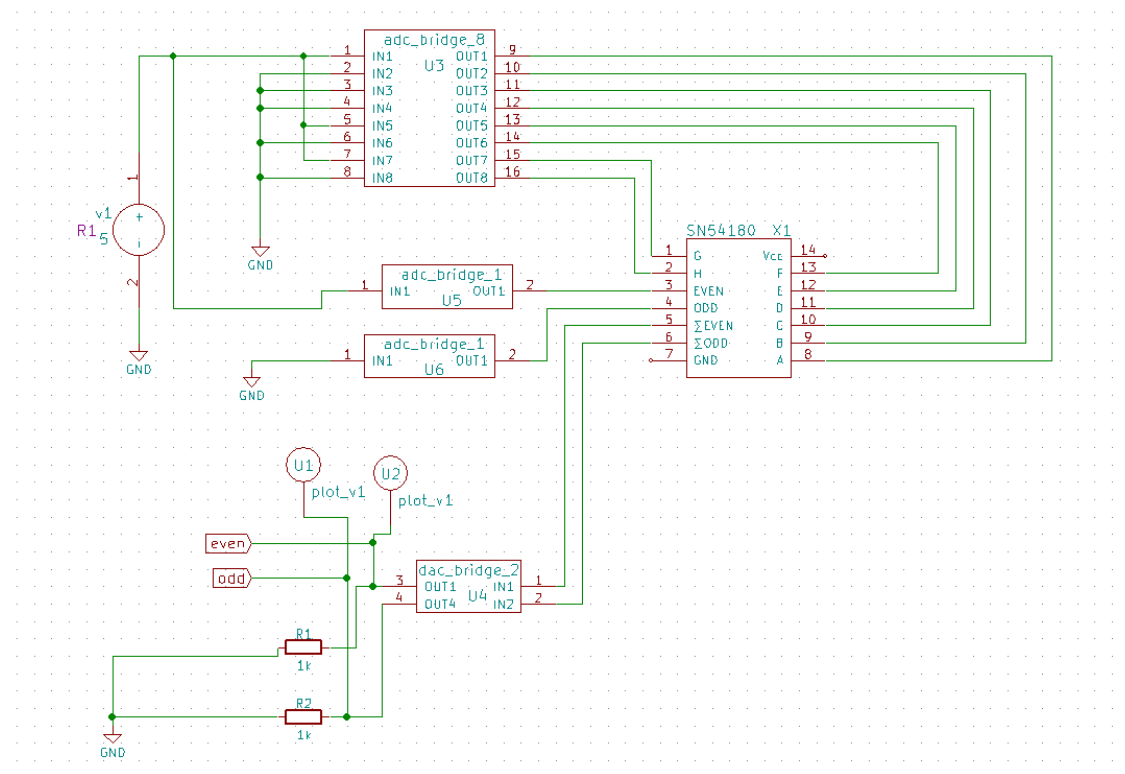 adc_bridge_8
U3
1 IN1 OUT1 9
2 IN2 OUT2 10
3 IN3 OUT3 11
4 IN4 OUT4 12
5 IN5 OUT5 13
6 IN6 OUT6 14
7 IN7 OUT7 15
8 IN8 OUT8 16
1
v1
R1
5
+
2
GND
GND
SN54180 X1
1 G Vcc 14
2 H F 13
3 EVEN E 12
4 ODD D 11
5 ∑EVEN C 10
6 ∑ODD B 9
7 GND A 8
adc_bridge_1
1 IN1 OUT1 2
U5
adc_bridge_1
1 IN1 OUT1 2
U6
GND
U1
plot_v1
U2
plot_v1
even
odd
dac_bridge_2
3 OUT1 IN1 1
U4
4 OUT4 IN2 2
R1
1k
R2
1k
GND